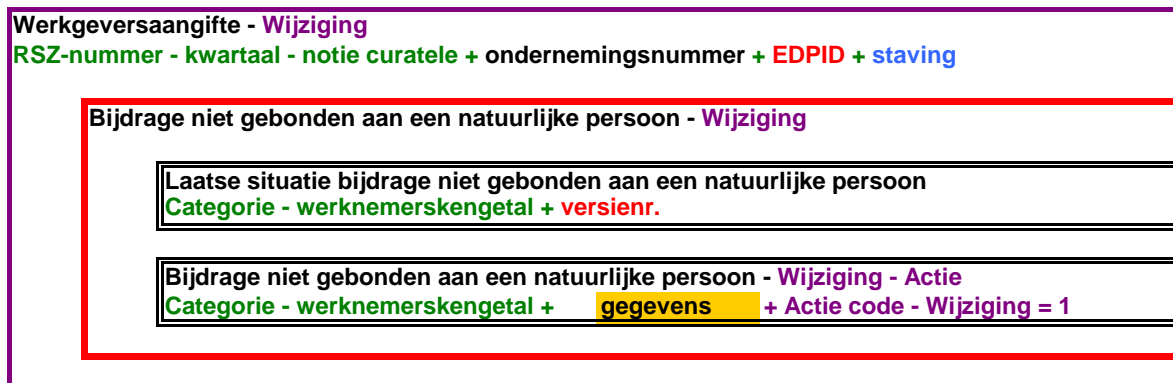 Werkgeversaangifte - Wijziging
RSZ-nummer - kwartaal - notie curatele + ondernemingsnummer + EDPID + staving
Bijdrage niet gebonden aan een natuurlijke persoon - Wijziging
Laatse situatie bijdrage niet gebonden aan een natuurlijke persoon
Categorie - werknemerskengetal + versienr.
Bijdrage niet gebonden aan een natuurlijke persoon - Wijziging - Actie
Categorie - werknemerskengetal + gegevens + Actie code - Wijziging = 1